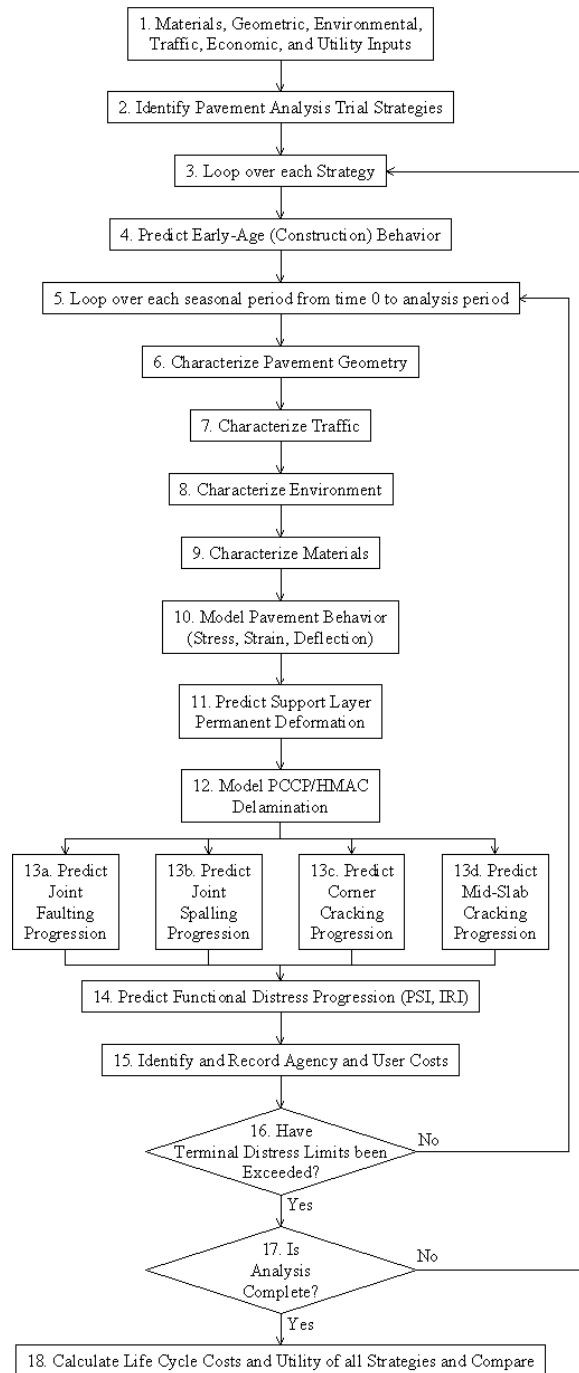 1. Materials, Geometric, Environmental,
Traffic, Economic, and Utility Inputs
2. Identify Pavement Analysis Trial Strategies
3. Loop over each Strategy
4. Predict Early-Age (Construction) Behavior
5. Loop over each seasonal period from time 0 to analysis period
6. Characterize Pavement Geometry
7. Characterize Traffic
8. Characterize Environment
9. Characterize Materials
10. Model Pavement Behavior
(Stress, Strain, Deflection)
11. Predict Support Layer
Permanent Deformation
12. Model PCCP/HMAC
Delamination
13a. Predict
Joint
Faulting
Progression
13b. Predict
Joint
Spalling
Progression
13c. Predict
Corner
Cracking
Progression
13d. Predict
Mid-Slab
Cracking
Progression
14. Predict Functional Distress Progression (PSI, IRI)
15. Identify and Record Agency and User Costs
16. Have
Terminal Distress Limits been
Exceeded?
No
Yes
17. Is
Analysis
Complete?
No
Yes
18. Calculate Life Cycle Costs and Utility of all Strategies and Compare